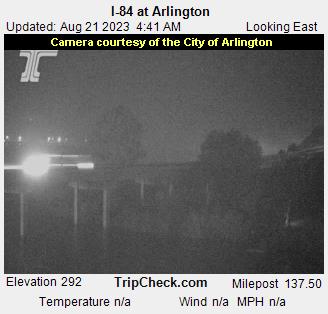 I-84 at Arlington
Updated: Aug 21 2023 4:41 AM Looking East
Camera courtesy of the City of Arlington
Elevation 292 TripCheck.com Milepost 137.50
Temperature n/a Wind n/a MPH n/a